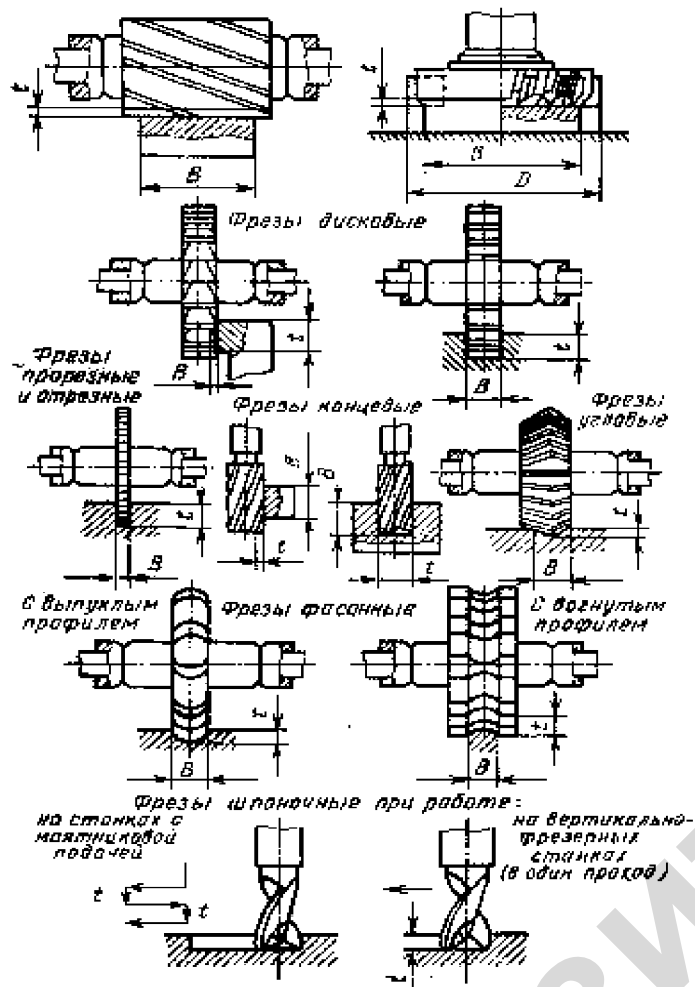 t
t
B
B
D
Фрезы дисковые
t
t
B
B
Фрезы
прорезные
и отрезные
Фрезы концевые
Фрезы
угловые
B
B
t
t
B
t
t
B
С выпуклым
профилем
Фрезы фасонные
С вогнутым
профилем
t
t
B
B
Фрезы шпоночные при работе:
на станках с
маятниковой
подачей
на вертикально-
фрезерных
станках
(в один проход)
t
t
t